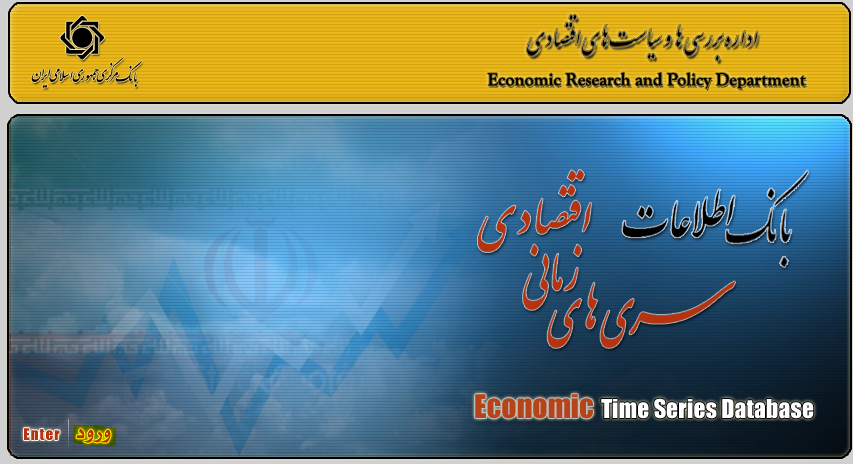 اداره بررسی ها و سیاست های اقتصادی
Economic Research and Policy Department
بانک مرکزی جمهوری اسلامی ایران
بانک اطلاعات
سری های زمانی اقتصادی
Economic Time Series Database
Enter ورود